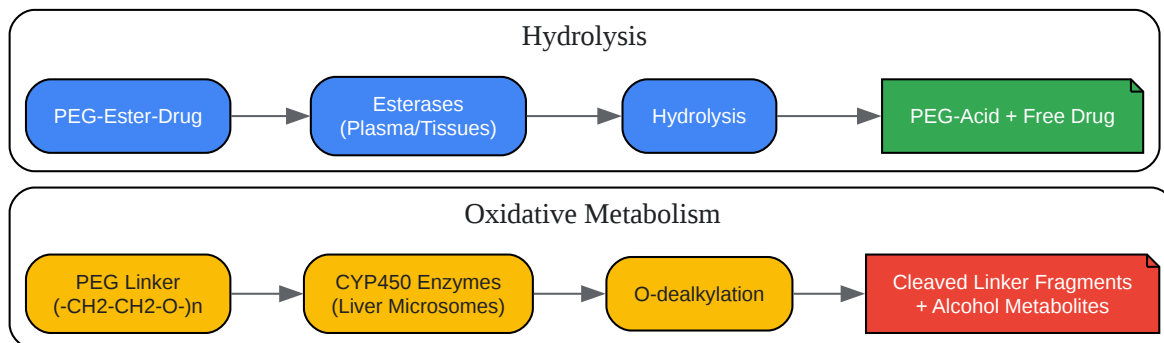 Hydrolysis
PEG-Ester-Drug
Esterases
(Plasma/Tissues)
Hydrolysis
PEG-Acid + Free Drug
Oxidative Metabolism
PEG Linker
(-CH2-CH2-O-)n
CYP450 Enzymes
(Liver Microsomes)
O-dealkylation
Cleaved Linker Fragments
+ Alcohol Metabolites